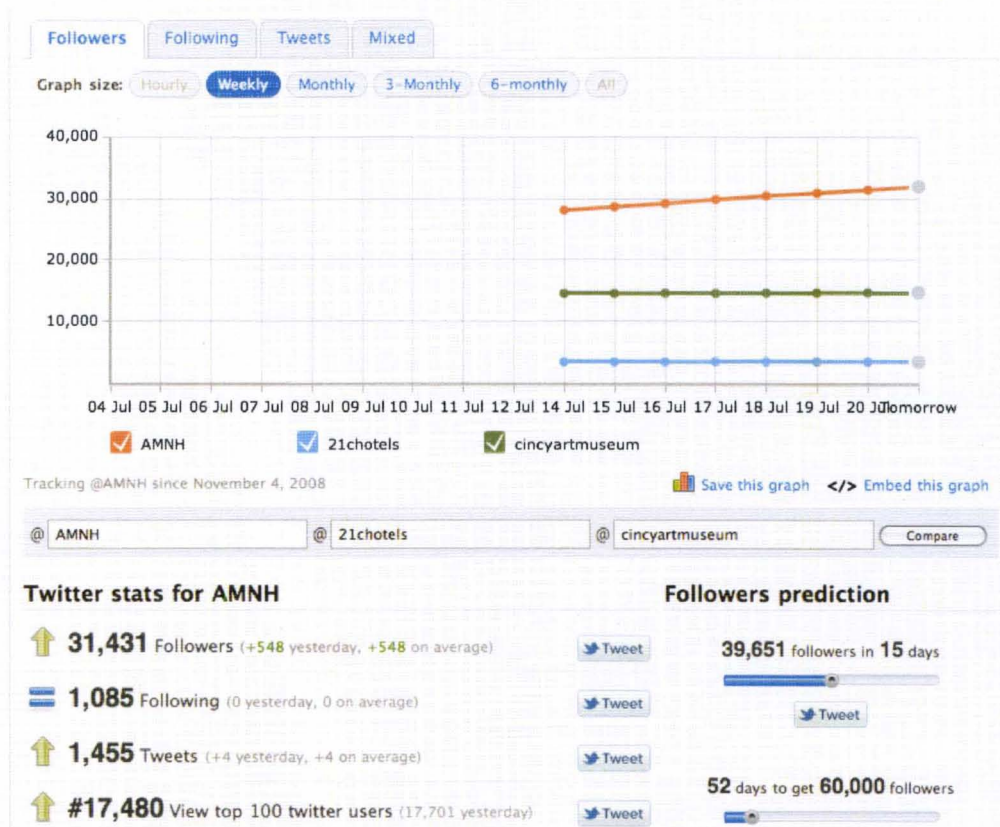 Followers Following Tweets Mixed
Graph size: Hourly Weekly Monthly 3-Monthly 6-monthly All
40,000
30,000
20,000
10,000
04 Jul 05 Jul 06 Jul 07 Jul 08 Jul 09 Jul 10 Jul 11 Jul 12 Jul 14 Jul 15 Jul 16 Jul 17 Jul 18 Jul 19 Jul 20 Jul Tomorrow
AMNH 21chotels cincyartmuseum
Tracking @AMNH since November 4, 2008
Save this graph </> Embed this graph
@ AMNH @ 21chotels @ cincyartmuseum Compare
Twitter stats for AMNH
31,431 Followers (+548 yesterday, +548 on average) Tweet
1,085 Following (0 yesterday, 0 on average) Tweet
1,455 Tweets (+4 yesterday, +4 on average) Tweet
#17,480 View top 100 twitter users (17,701 yesterday) Tweet
Followers prediction
39,651 followers in 15 days
Tweet
52 days to get 60,000 followers